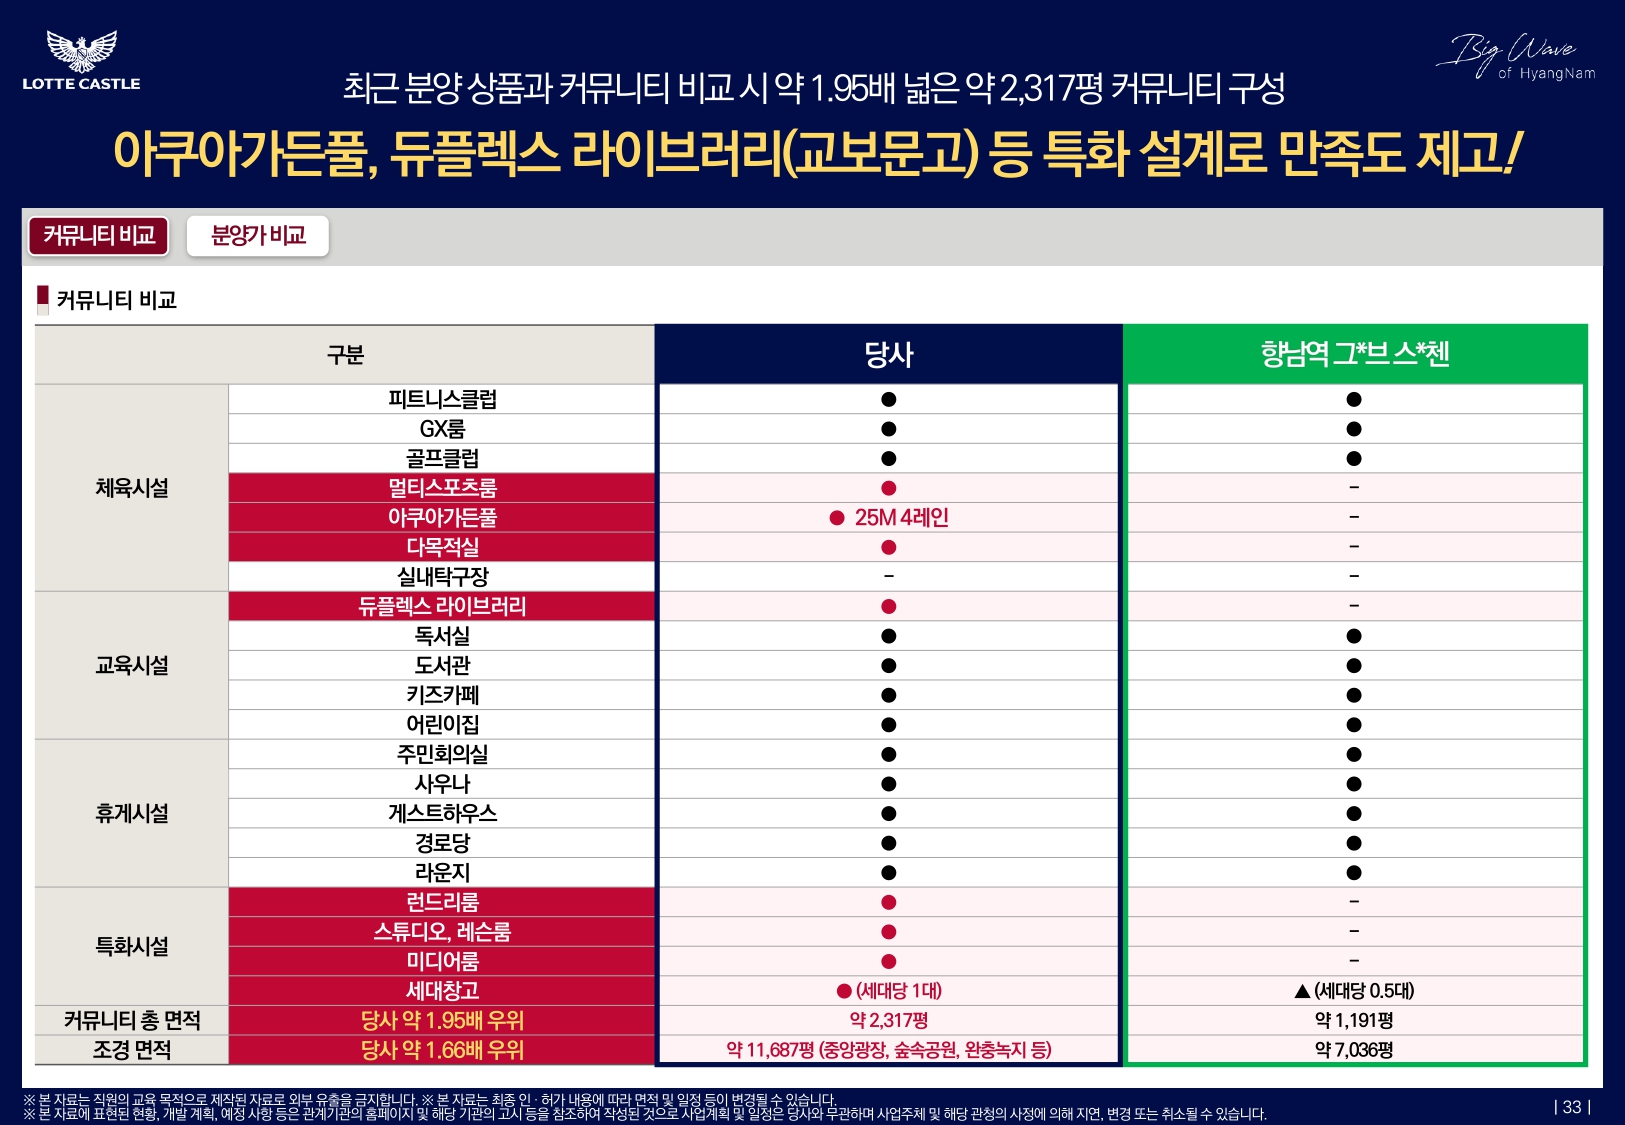 LOTTE CASTLE
Big Wave
of HyangNam
최근 분양 상품과 커뮤니티 비교 시 약 1.95배 넓은 약 2,317평 커뮤니티 구성
아쿠아가든풀, 듀플렉스 라이브러리(교보문고) 등 특화 설계로 만족도 제고!
커뮤니티 비교 분양가 비교
커뮤니티 비교
구분 당사 향남역 그*브 스*첸
체육시설
피트니스클럽 ● ●
GX룸 ● ●
골프클럽 ● ●
멀티스포츠룸 ● -
아쿠아가든풀 ● 25M 4레인 -
다목적실 ● -
실내탁구장 - -
교육시설
듀플렉스 라이브러리 ● -
독서실 ● ●
도서관 ● ●
키즈카페 ● ●
어린이집 ● ●
휴게시설
주민회의실 ● ●
사우나 ● ●
게스트하우스 ● ●
경로당 ● ●
라운지 ● ●
특화시설
런드리룸 ● -
스튜디오, 레슨룸 ● -
미디어룸 ● -
세대창고 ● (세대당 1대) ▲ (세대당 0.5대)
커뮤니티 총 면적 당사 약 1.95배 우위 약 2,317평 약 1,191평
조경 면적 당사 약 1.66배 우위 약 11,687평 (중앙광장, 숲속공원, 완충녹지 등) 약 7,036평
※ 본 자료는 직원의 교육 목적으로 제작된 자료로 외부 유출을 금지합니다. ※ 본 자료는 최종 인 · 허가 내용에 따라 면적 및 일정 등이 변경될 수 있습니다.
※ 본 자료에 표현된 현황, 개발 계획, 예정 사항 등은 관계기관의 홈페이지 및 해당 기관의 고시 등을 참조하여 작성된 것으로 사업계획 및 일정은 당사와 무관하며 사업주체 및 해당 관청의 사정에 의해 지연, 변경 또는 취소될 수 있습니다.
| 33 |